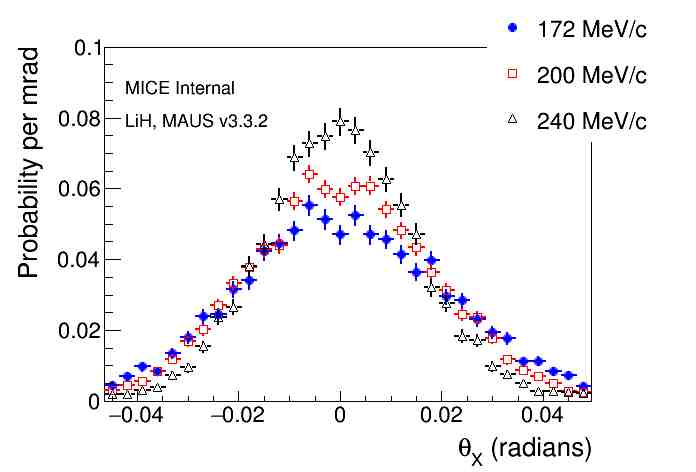 172 MeV/c
200 MeV/c
240 MeV/c
MICE Internal
LiH, MAUS v3.3.2
Probability per mrad
0.1
0.08
0.06
0.04
0.02
0
−0.04 −0.02 0 0.02 0.04
θX (radians)